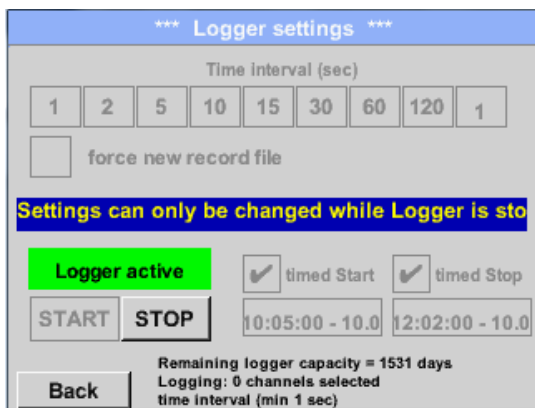 *** Logger settings ***
Time interval (sec)
1 2 5 10 15 30 60 120 1
force new record file
Settings can only be changed while Logger is sto
Logger active
timed Start
timed Stop
START STOP
10:05:00 - 10.0
12:02:00 - 10.0
Back
Remaining logger capacity = 1531 days
Logging: 0 channels selected
time interval (min 1 sec)